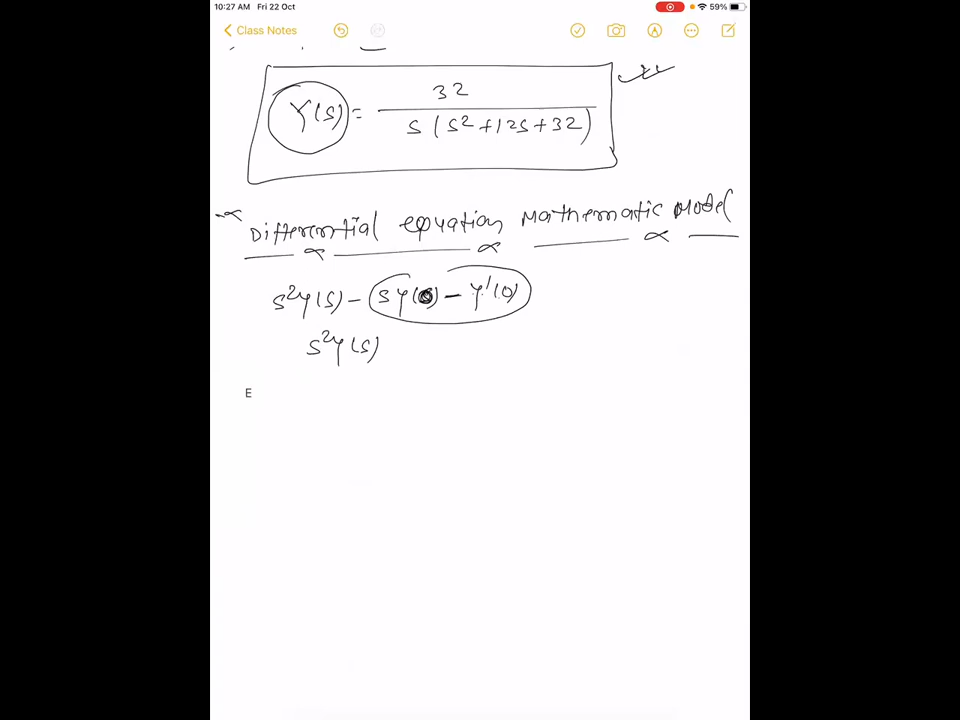 10:27 AM Fri 22 Oct 59%
Class Notes
Y(s) = 32
s(s²+12s+32)
Differential equation Mathematic Model
s²y(s) - sy(0) - y'(0)
s²y(s)
E